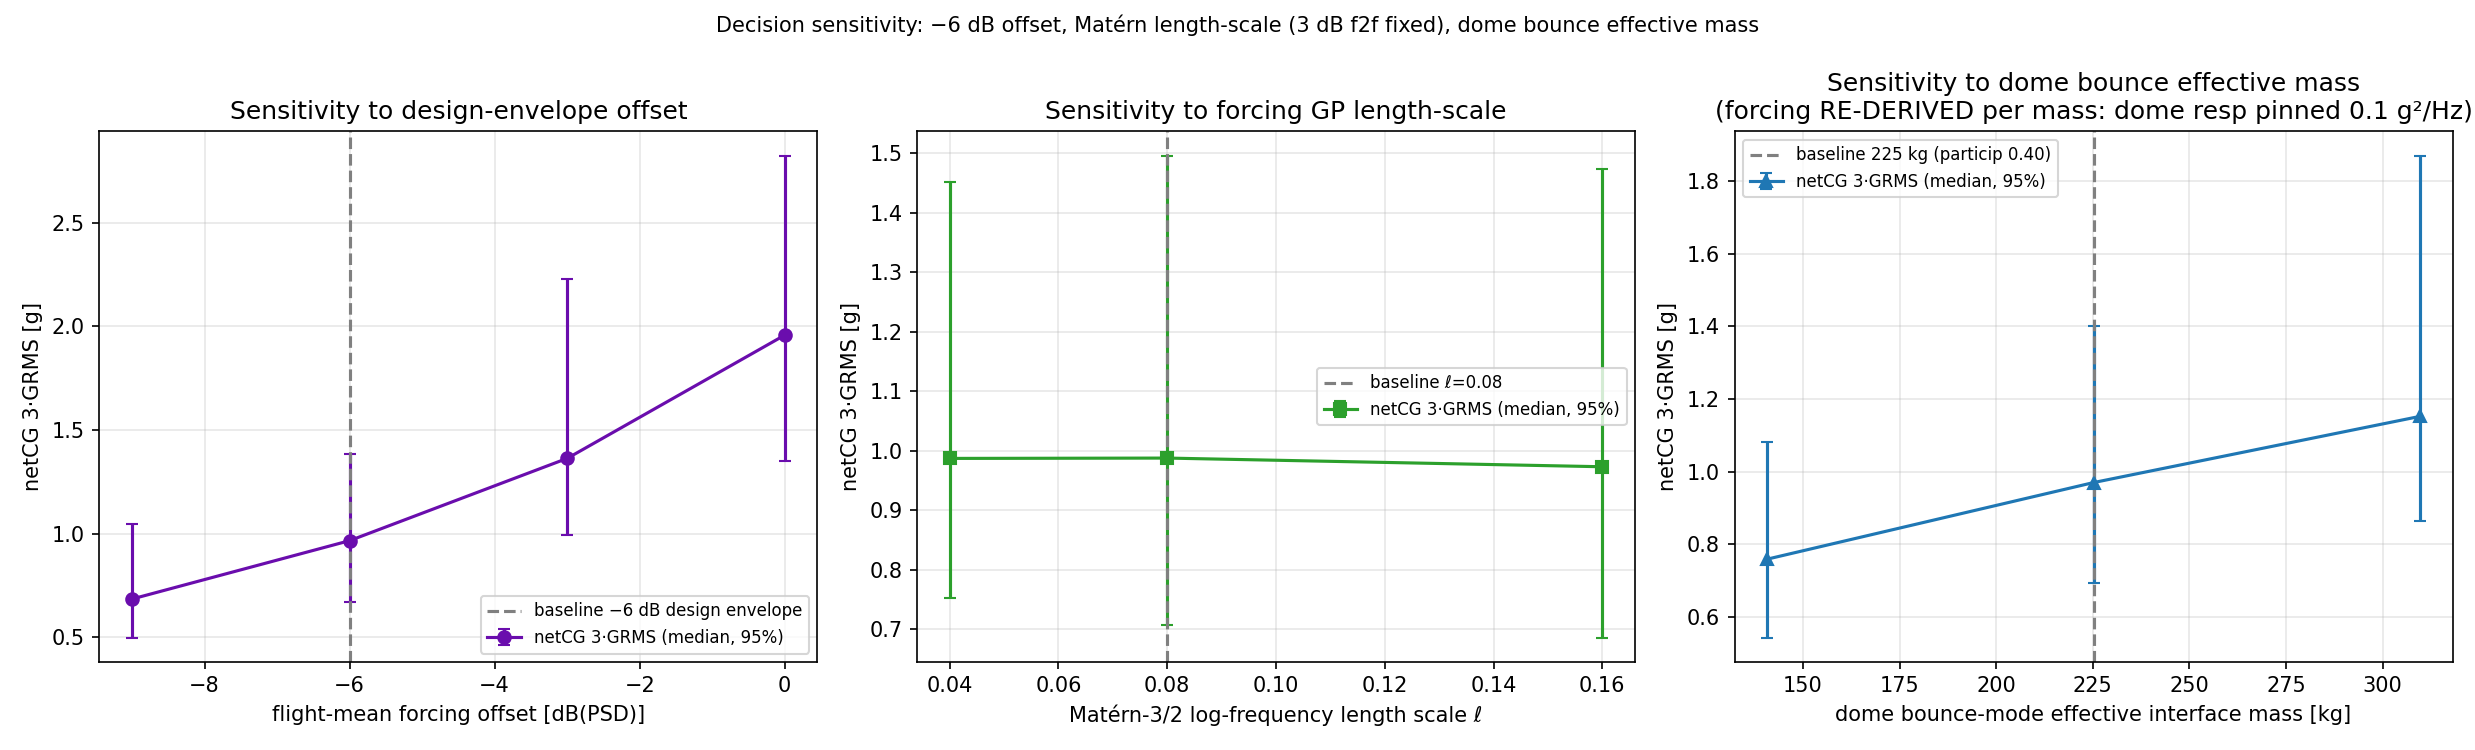 Decision sensitivity: −6 dB offset, Matérn length-scale (3 dB f2f fixed), dome bounce effective mass
Sensitivity to design-envelope offset
netCG 3·GRMS [g]
2.5
2.0
1.5
1.0
0.5
−8
−6
−4
−2
0
flight-mean forcing offset [dB(PSD)]
baseline −6 dB design envelope
netCG 3·GRMS (median, 95%)
Sensitivity to forcing GP length-scale
netCG 3·GRMS [g]
1.5
1.4
1.3
1.2
1.1
1.0
0.9
0.8
0.7
0.04
0.06
0.08
0.10
0.12
0.14
0.16
Matérn-3/2 log-frequency length scale ℓ
baseline ℓ=0.08
netCG 3·GRMS (median, 95%)
Sensitivity to dome bounce effective mass
(forcing RE-DERIVED per mass: dome resp pinned 0.1 g²/Hz)
netCG 3·GRMS [g]
1.8
1.6
1.4
1.2
1.0
0.8
0.6
150
175
200
225
250
275
300
dome bounce-mode effective interface mass [kg]
baseline 225 kg (particip 0.40)
netCG 3·GRMS (median, 95%)